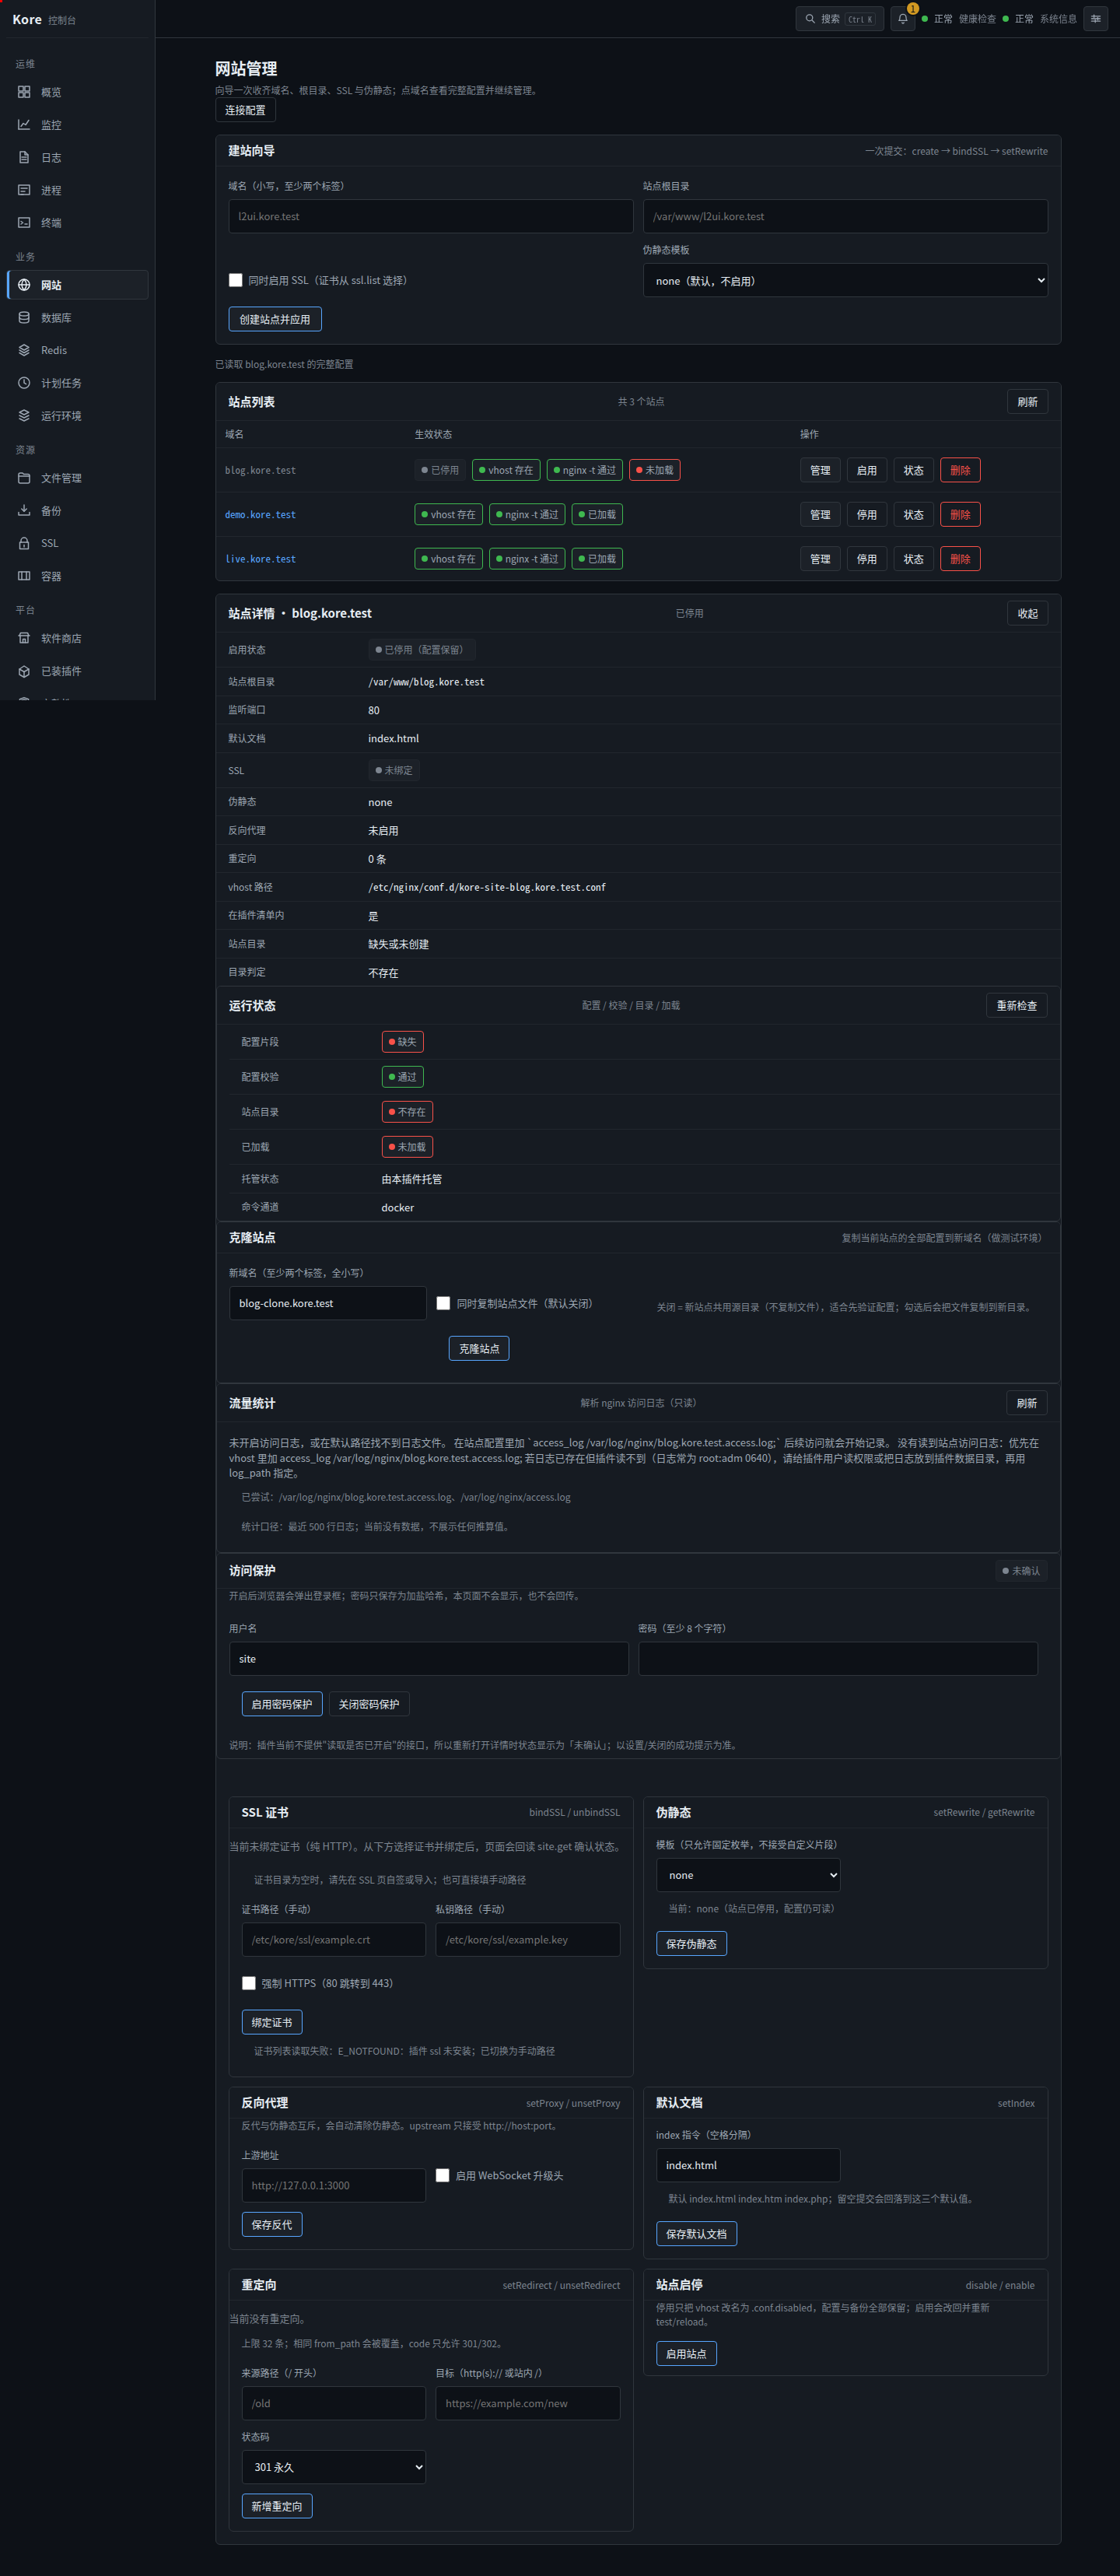 Kore 控制台
搜索 Ctrl K
1
正常 健康检查
正常 系统信息
运维
概览
监控
日志
进程
终端
业务
网站
数据库
Redis
计划任务
运行环境
资源
文件管理
备份
SSL
容器
平台
软件商店
已装插件
网站管理
向导一次收齐域名、根目录、SSL 与伪静态；点域名查看完整配置并继续管理。
连接配置
建站向导
一次提交：create → bindSSL → setRewrite
域名（小写，至少两个标签）
站点根目录
l2ui.kore.test
/var/www/l2ui.kore.test
伪静态模板
同时启用 SSL（证书从 ssl.list 选择）
none（默认，不启用）
创建站点并应用
已读取 blog.kore.test 的完整配置
站点列表
共 3 个站点
刷新
域名 生效状态 操作
blog.kore.test 已停用 vhost 存在 nginx -t 通过 未加载 管理 启用 状态 删除
demo.kore.test vhost 存在 nginx -t 通过 已加载 管理 停用 状态 删除
live.kore.test vhost 存在 nginx -t 通过 已加载 管理 停用 状态 删除
站点详情 · blog.kore.test
已停用
收起
启用状态 已停用（配置保留）
站点根目录 /var/www/blog.kore.test
监听端口 80
默认文档 index.html
SSL 未绑定
伪静态 none
反向代理 未启用
重定向 0 条
vhost 路径 /etc/nginx/conf.d/kore-site-blog.kore.test.conf
在插件清单内 是
站点目录 缺失或未创建
目录判定 不存在
运行状态
配置 / 校验 / 目录 / 加载
重新检查
配置片段 缺失
配置校验 通过
站点目录 不存在
已加载 未加载
托管状态 由本插件托管
命令通道 docker
克隆站点
复制当前站点的全部配置到新域名（做测试环境）
新域名（至少两个标签，全小写）
blog-clone.kore.test
同时复制站点文件（默认关闭）
关闭 = 新站点共用源目录（不复制文件），适合先验证配置；勾选后会把文件复制到新目录。
克隆站点
流量统计
解析 nginx 访问日志（只读）
刷新
未开启访问日志，或在默认路径找不到日志文件。 在站点配置里加 `access_log /var/log/nginx/blog.kore.test.access.log;` 后续访问就会开始记录。 没有读到站点访问日志：优先在
vhost 里加 access_log /var/log/nginx/blog.kore.test.access.log; 若日志已存在但插件读不到（日志常为 root:adm 0640），请给插件用户读权限或把日志放到插件数据目录，再用
log_path 指定。
已尝试：/var/log/nginx/blog.kore.test.access.log、/var/log/nginx/access.log
统计口径：最近 500 行日志；当前没有数据，不展示任何推算值。
访问保护
未确认
开启后浏览器会弹出登录框；密码只保存为加盐哈希，本页面不会显示，也不会回传。
用户名
密码（至少 8 个字符）
site
启用密码保护 关闭密码保护
说明：插件当前不提供“读取是否已开启”的接口，所以重新打开详情时状态显示为「未确认」；以设置/关闭的成功提示为准。
SSL 证书
bindSSL / unbindSSL
当前未绑定证书（纯 HTTP）。从下方选择证书并绑定后，页面会回读 site.get 确认状态。
证书目录为空时，请先在 SSL 页自签或导入；也可直接填手动路径
证书路径（手动）
私钥路径（手动）
/etc/kore/ssl/example.crt
/etc/kore/ssl/example.key
强制 HTTPS（80 跳转到 443）
绑定证书
证书列表读取失败：E_NOTFOUND：插件 ssl 未安装；已切换为手动路径
伪静态
setRewrite / getRewrite
模板（只允许固定枚举，不接受自定义片段）
none
当前：none（站点已停用，配置仍可读）
保存伪静态
反向代理
setProxy / unsetProxy
反代与伪静态互斥，会自动清除伪静态。upstream 只接受 http://host:port。
上游地址
http://127.0.0.1:3000
启用 WebSocket 升级头
保存反代
默认文档
setIndex
index 指令（空格分隔）
index.html
默认 index.html index.htm index.php；留空提交会回落到这三个默认值。
保存默认文档
重定向
setRedirect / unsetRedirect
当前没有重定向。
上限 32 条；相同 from_path 会被覆盖，code 只允许 301/302。
来源路径（/ 开头）
目标（http(s):// 或站内 /）
/old
https://example.com/new
状态码
301 永久
新增重定向
站点启停
disable / enable
停用只把 vhost 改名为 .conf.disabled，配置与备份全部保留；启用会改回并重新
test/reload。
启用站点